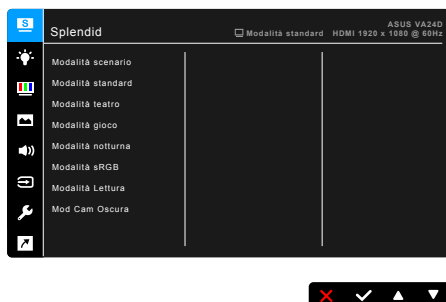 S
Splendid
ASUS VA24D
Modalità standard HDMI 1920 x 1080 @ 60Hz
Modalità scenario
Modalità standard
Modalità teatro
Modalità gioco
Modalità notturna
Modalità sRGB
Modalità Lettura
Mod Cam Oscura